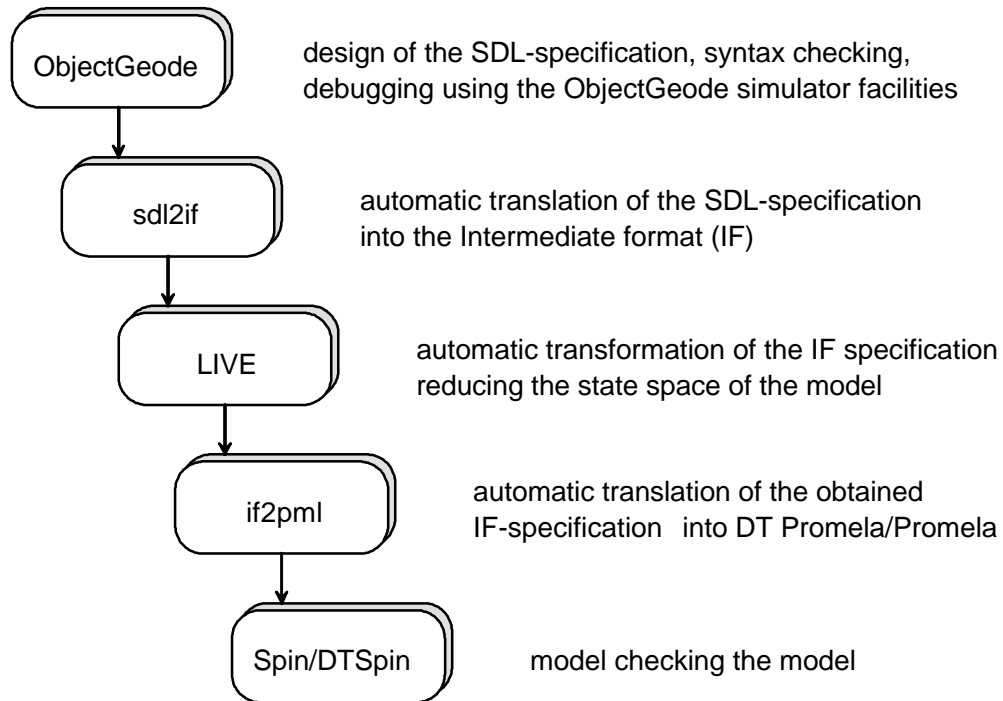 ObjectGeode
design of the SDL-specification, syntax checking,
debugging using the ObjectGeode simulator facilities
sdl2if
automatic translation of the SDL-specification
into the Intermediate format (IF)
LIVE
automatic transformation of the IF specification
reducing the state space of the model
if2pml
automatic translation of the obtained
IF-specification into DT Promela/Promela
Spin/DTSpin
model checking the model